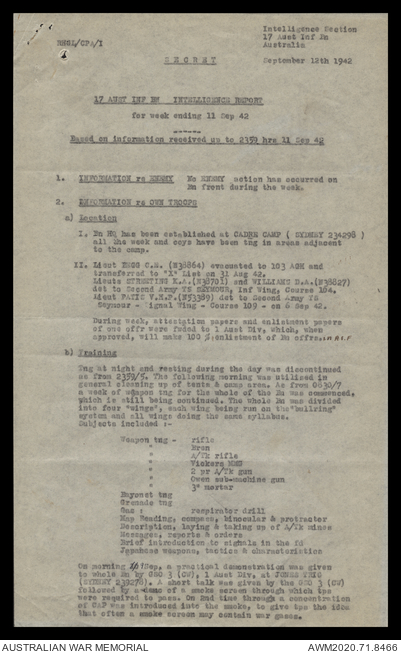 Intelligence Section
BHGL/CPA/1 17 Aust Inf Bn
Australia
SECRET September 12th 1942
17 AUST INF BN INTELLIGENCE REPORT
for week ending 11 Sep 42
Based on information received up to 2359 hrs 11 Sep 42
1. INFORMATION re ENEMY No ENEMY action has occurred on
Bn front during the week.
2. INFORMATION re OWN TROOPS
a) Location
I. Bn HQ has been established at CADRE CAMP ( SYDNEY 234298 )
all the week and coys have been tng in areas adjacent
to the camp.
II. Lieut C.R. (N38864) evacuated to 103 AGH and
transferred to "X" List on 31 Aug 42.
Lieuts K.A.(N38701) and WILLIAMS D.A.(N38827)
det to Second Army TS SEYMOUR, Inf Wing, Course 104.
Lieut V.R.P.(N53389) det to Second Army TS
Seymour - Signal Wing - Course 109 - on 6 Sep 42.
During week, attestation papers and enlistment papers
of one offr were fwded to 1 Aust Div, which, when
approved, will make 100 % enlistment of Bn offrs in A.I.F
b) Training
Tng at night and resting during the day was discontinued
as from 2359/5. The following morning was utilised in
general cleaning up of tents & camp area. As from 0630/7
a week of weapon tng for the whole of the Bn was commenced,
which is still being continued. The whole Bn was divided
into four "wings", each wing being run on the "bullring"
system and all wings doing the same syllabus.
Subjects included :-
Weapon tng - rifle
" Bren
" A/Tk rifle
" Vickers MMG
" 2 pr A/Tk gun
" Owen sub-machine gun
" 3" mortar
Bayonet tng
Grenade tng
Gas : respirator drill
Map Reading, compass, binocular & protractor
Description, laying & taking up of A/Tk mines
Messages, reports & orders
Brief introduction to signals in the fd
Japanese weapons, tactics & characteristics
On morning Sep, a practical demonstration was given
to whole Bn by GSO 3 (CW), 1 Aust Div, at JONES
(SYDNEY 239276). A short talk was given by the GSO 3 (CW)
followed by a demo of a smoke screen through which tps
were required to pass. On 2nd time through a concentration
of CAP was introduced into the smoke, to give tps the idea
that often a smoke screen may contain war gases.
AUSTRALIAN WAR MEMORIAL AWM2020.71.8466